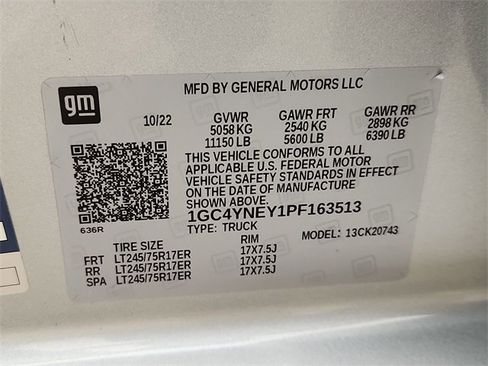 gm
MFD BY GENERAL MOTORS LLC
10/22 GVWR GAWR FRT GAWR RR
5058 KG 2540 KG 2898 KG
11150 LB 5600 LB 6390 LB
THIS VEHICLE CONFORMS TO ALL
APPLICABLE U.S. FEDERAL MOTOR
VEHICLE SAFETY STANDARDS IN EFFECT
ON THE DATE OF MANUFACTURE
SHOWN ABOVE.
1GC4YNEY1PF163513
636R
TYPE: TRUCK MODEL: 13CK20743
TIRE SIZE RIM
FRT LT245/75R17ER 17X7.5J
RR LT245/75R17ER 17X7.5J
SPA LT245/75R17ER 17X7.5J